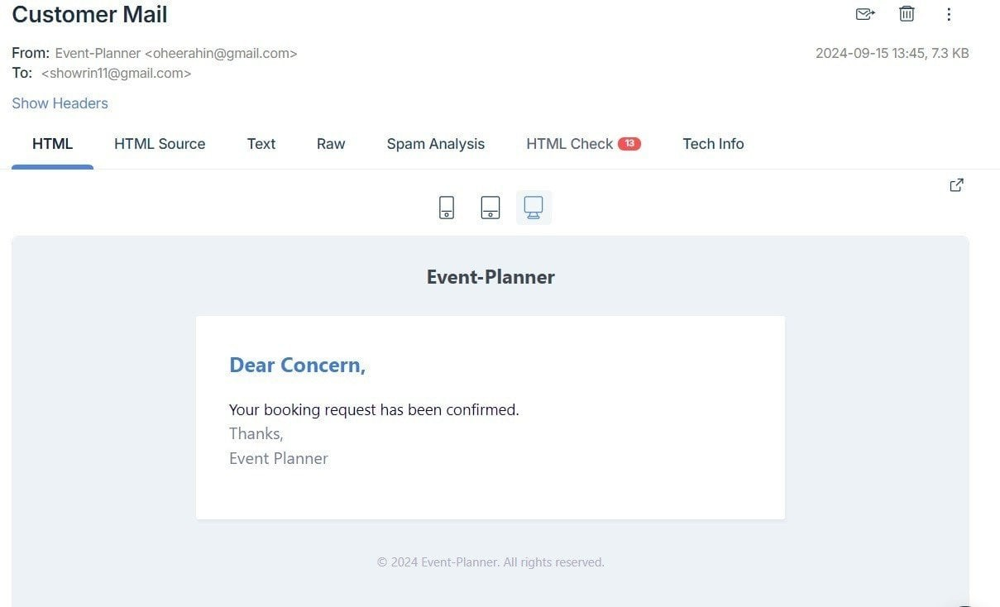 Customer Mail
From: Event-Planner <oheerahin@gmail.com>
2024-09-15 13:45, 7.3 KB
To: <showrin11@gmail.com>
Show Headers
HTML HTML Source Text Raw Spam Analysis HTML Check 13 Tech Info
Event-Planner
Dear Concern,
Your booking request has been confirmed.
Thanks,
Event Planner
© 2024 Event-Planner. All rights reserved.